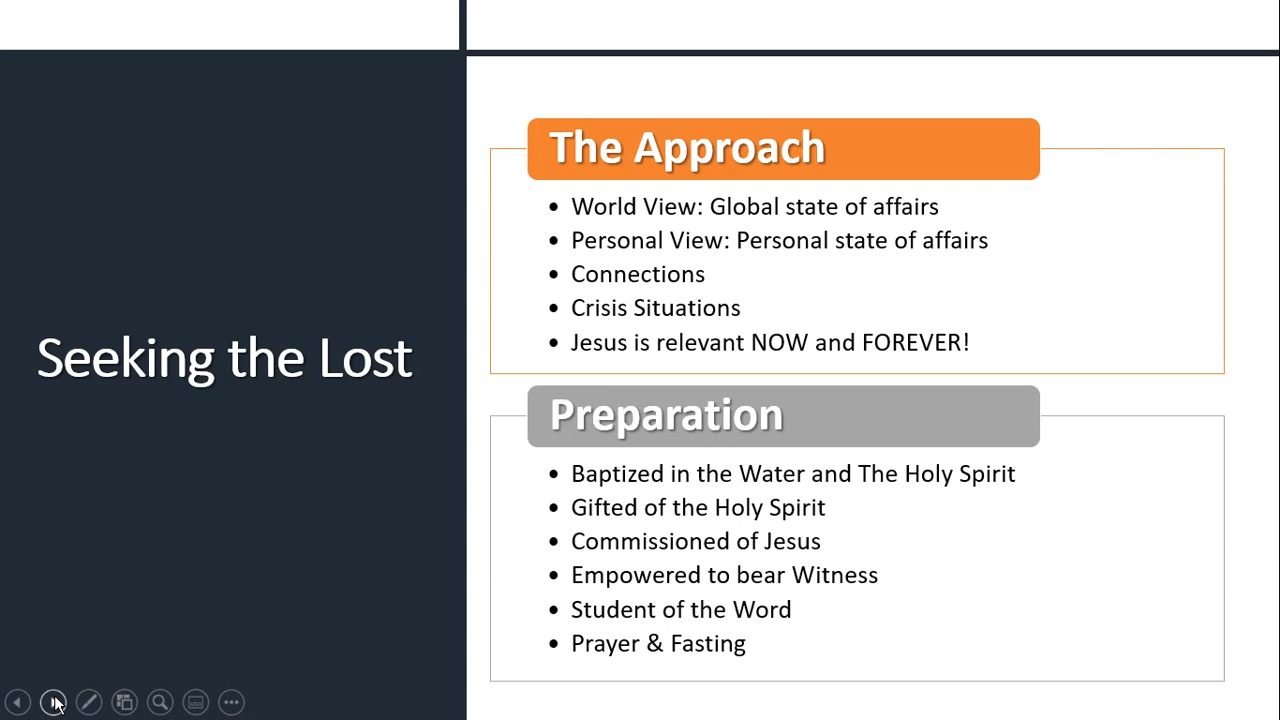 Seeking the Lost
The Approach
• World View: Global state of affairs
• Personal View: Personal state of affairs
• Connections
• Crisis Situations
• Jesus is relevant NOW and FOREVER!
Preparation
• Baptized in the Water and The Holy Spirit
• Gifted of the Holy Spirit
• Commissioned of Jesus
• Empowered to bear Witness
• Student of the Word
• Prayer & Fasting